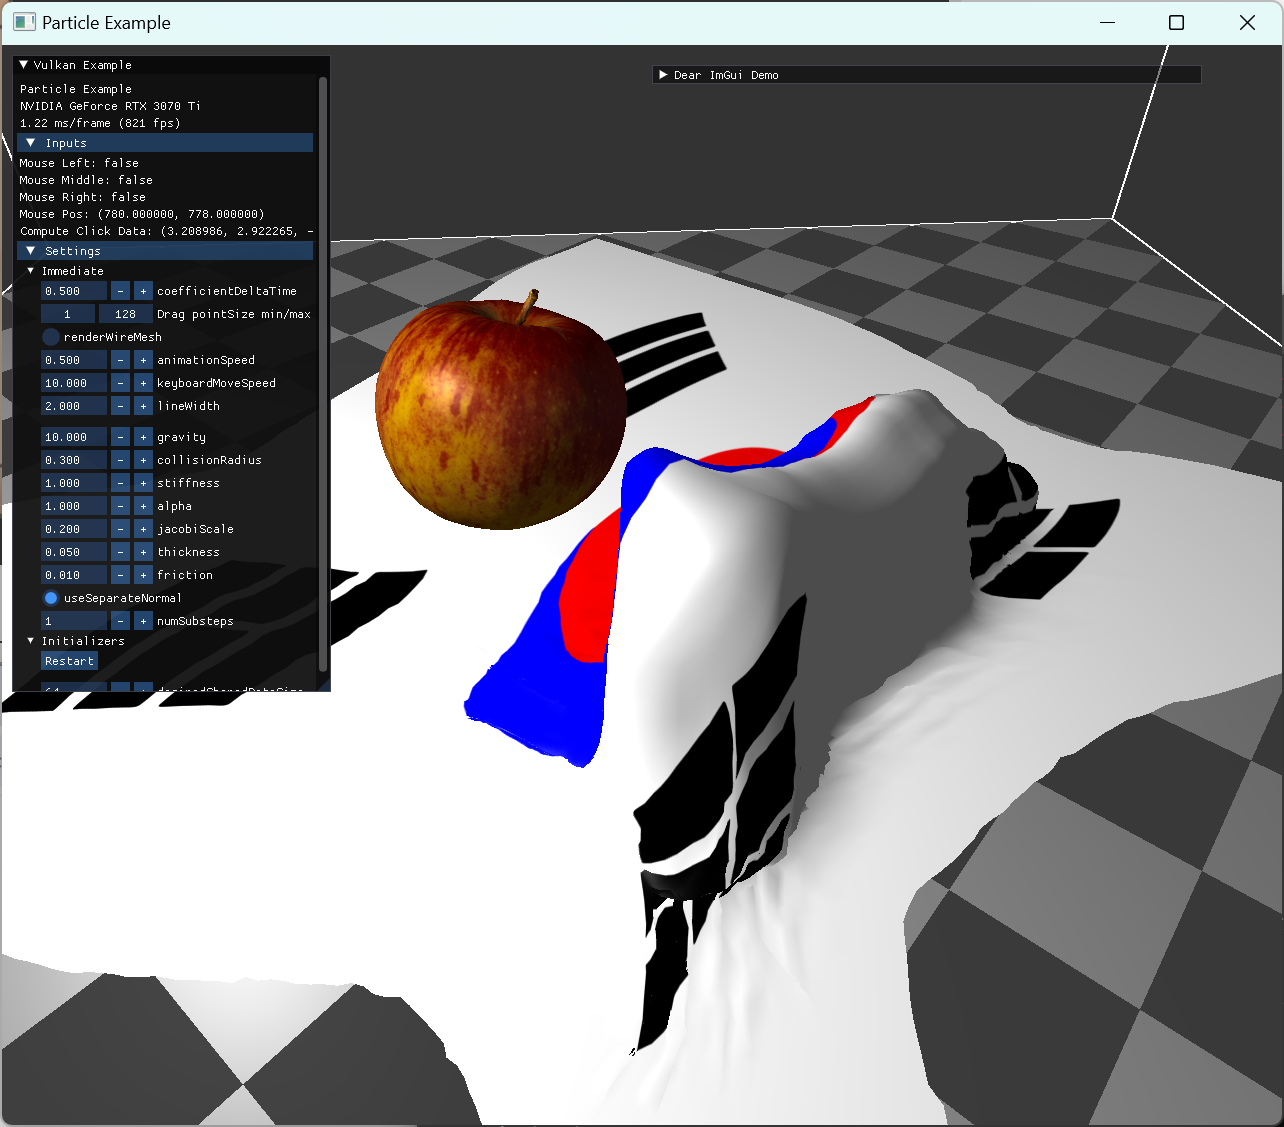 Particle Example
Vulkan Example
Particle Example
NVIDIA GeForce RTX 3070 Ti
1.22 ms/frame (821 fps)
Inputs
Mouse Left: false
Mouse Middle: false
Mouse Right: false
Mouse Pos: (780.000000, 778.000000)
Compute Click Data: (3.208986, 2.922265, -
Settings
Immediate
0.500 - + coefficientDeltaTime
1 128 Drag pointSize min/max
renderWireMesh
0.500 - + animationSpeed
10.000 - + keyboardMoveSpeed
2.000 - + lineWidth
10.000 - + gravity
0.300 - + collisionRadius
1.000 - + stiffness
1.000 - + alpha
0.200 - + jacobiScale
0.050 - + thickness
0.010 - + friction
useSeparateNormal
1 - + numSubsteps
Initializers
Restart
Dear ImGui Demo